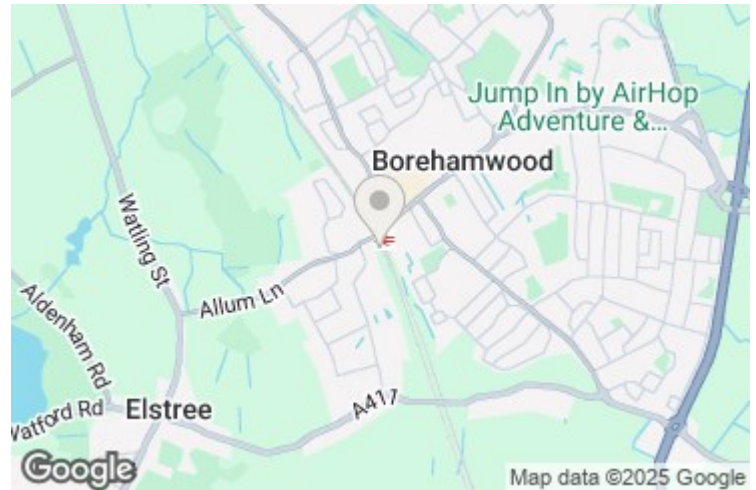 Jump In by AirHop
Adventure &...
Borehamwood
Watling St
Allum Ln
Aldenham Rd
Watford Rd
Elstree
A411
Google
Map data ©2025 Google